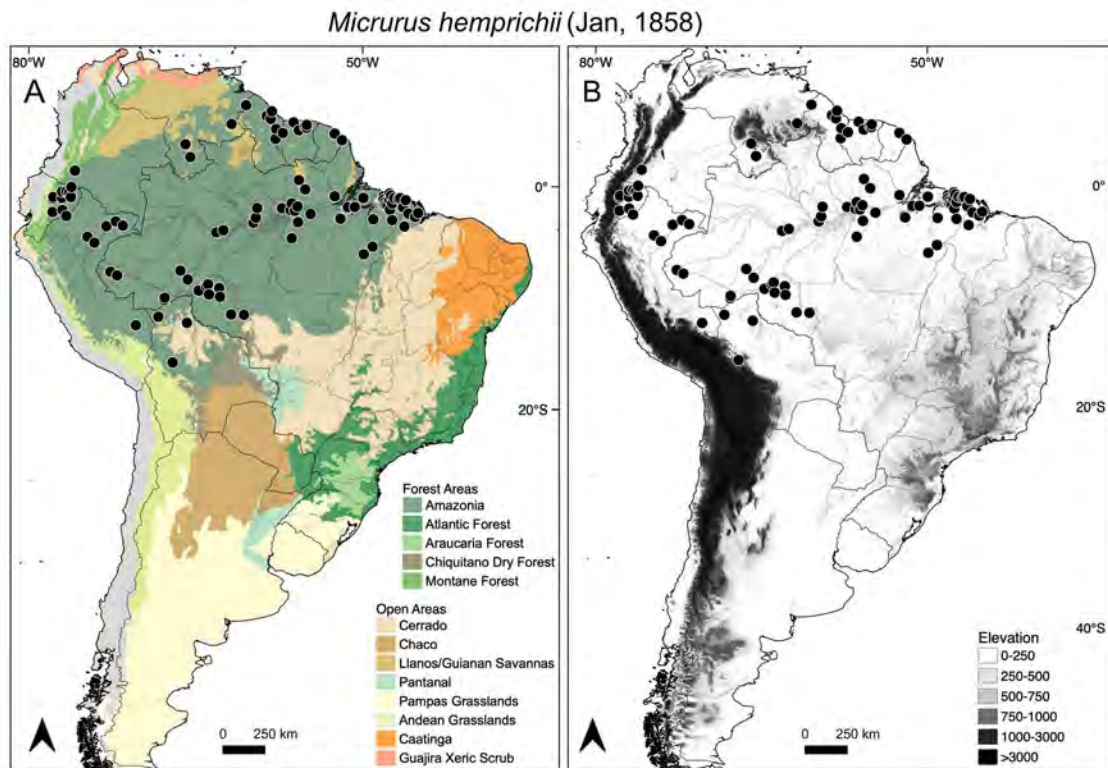 Micrurus hemprichii (Jan, 1858)
A
80°W
50°W
0°
20°S
Forest Areas
Amazonia
Atlantic Forest
Araucaria Forest
Chiquitano Dry Forest
Montane Forest
Open Areas
Cerrado
Chaco
Llanos/Guianan Savannas
Pantanal
Pampas Grasslands
Andean Grasslands
Caatinga
Guajira Xeric Scrub
0 250 km
B
80°W
50°W
0°
20°S
40°S
Elevation
0-250
250-500
500-750
750-1000
1000-3000
>3000
0 250 km